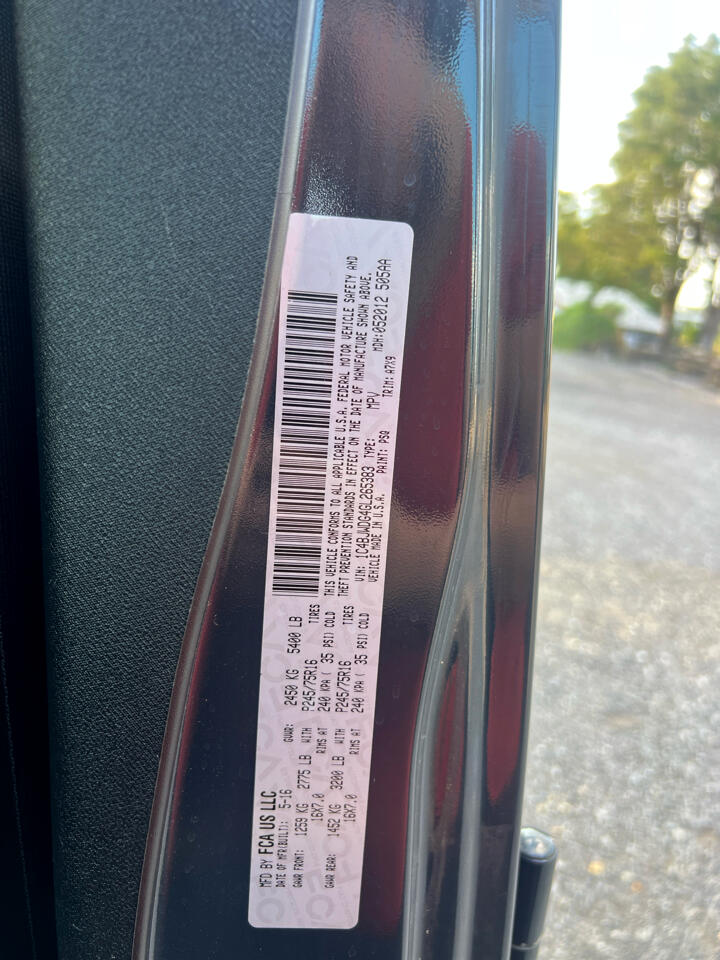 MFD BY FCA US LLC
DATE OF MFR(BUILT): 5-16 GVWR: 2450 KG 5400 LB
GAWR FRONT: 1259 KG 2775 LB WITH P245/75R16 TIRES
16X7.0 RIMS AT 240 KPA ( 35 PSI) COLD
GAWR REAR: 1452 KG 3200 LB WITH P245/75R16 TIRES
16X7.0 RIMS AT 240 KPA ( 35 PSI) COLD
THIS VEHICLE CONFORMS TO ALL APPLICABLE U.S.A. FEDERAL MOTOR VEHICLE SAFETY AND
THEFT PREVENTION STANDARDS IN EFFECT ON THE DATE OF MANUFACTURE SHOWN ABOVE.
VIN: 1C4BJWDG4GL265383 TYPE: MPV MDH:052012 505AA
VEHICLE MADE IN U.S.A. PAINT: PSQ TRIM: A7X9